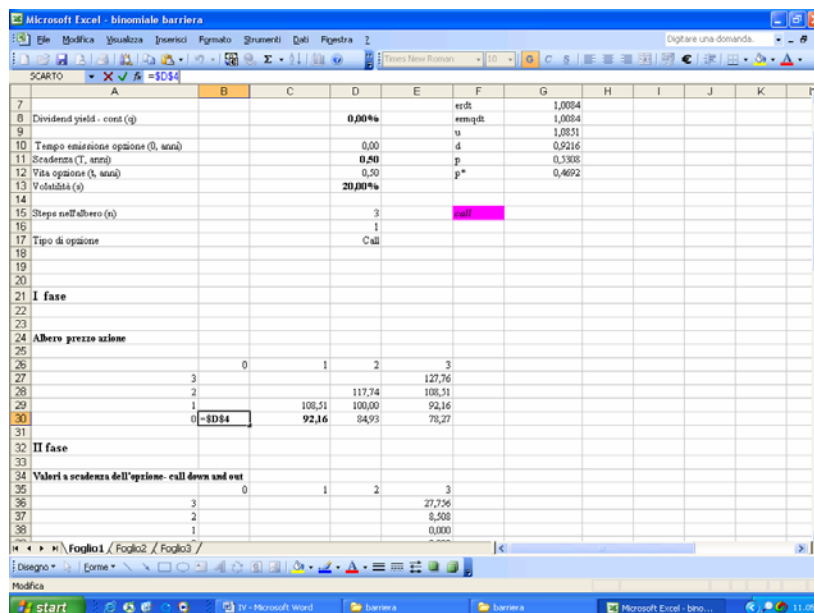 Microsoft Excel - binomiale barriera
File Modifica Visualizza Inserisci Formato Strumenti Dati Finestra ? Digitare una domanda.
Times New Roman 10 G C S
SCARTO =$D$4
A B C D E F G H I J K
7 erdt 1,0084
8 Dividend yield - cont (q) 0,00% ermqdt 1,0084
9 u 1,0851
10 Tempo emissione opzione (0, anni) 0,00 d 0,9216
11 Scadenza (T, anni) 0,50 p 0,5308
12 Vita opzione (t, anni) 0,50 p* 0,4692
13 Volatilità (s) 20,00%
14
15 Steps nell'albero (n) 3 call
16 1
17 Tipo di opzione Call
18
19
20
21 I fase
22
23
24 Albero prezzo azione
25
26 0 1 2 3
27 3 127,76
28 2 117,74 108,51
29 1 108,51 100,00 92,16
30 0 =$D$4 92,16 84,93 78,27
31
32 II fase
33
34 Valori a scadenza dell'opzione- call down and out
35 0 1 2 3
36 3 27,756
37 2 8,508
38 1 0,000
Foglio1 / Foglio2 / Foglio3 /
Disegno Forme
Modifica
start IV - Microsoft Word barriera barriera Microsoft Excel - bino... 11.09